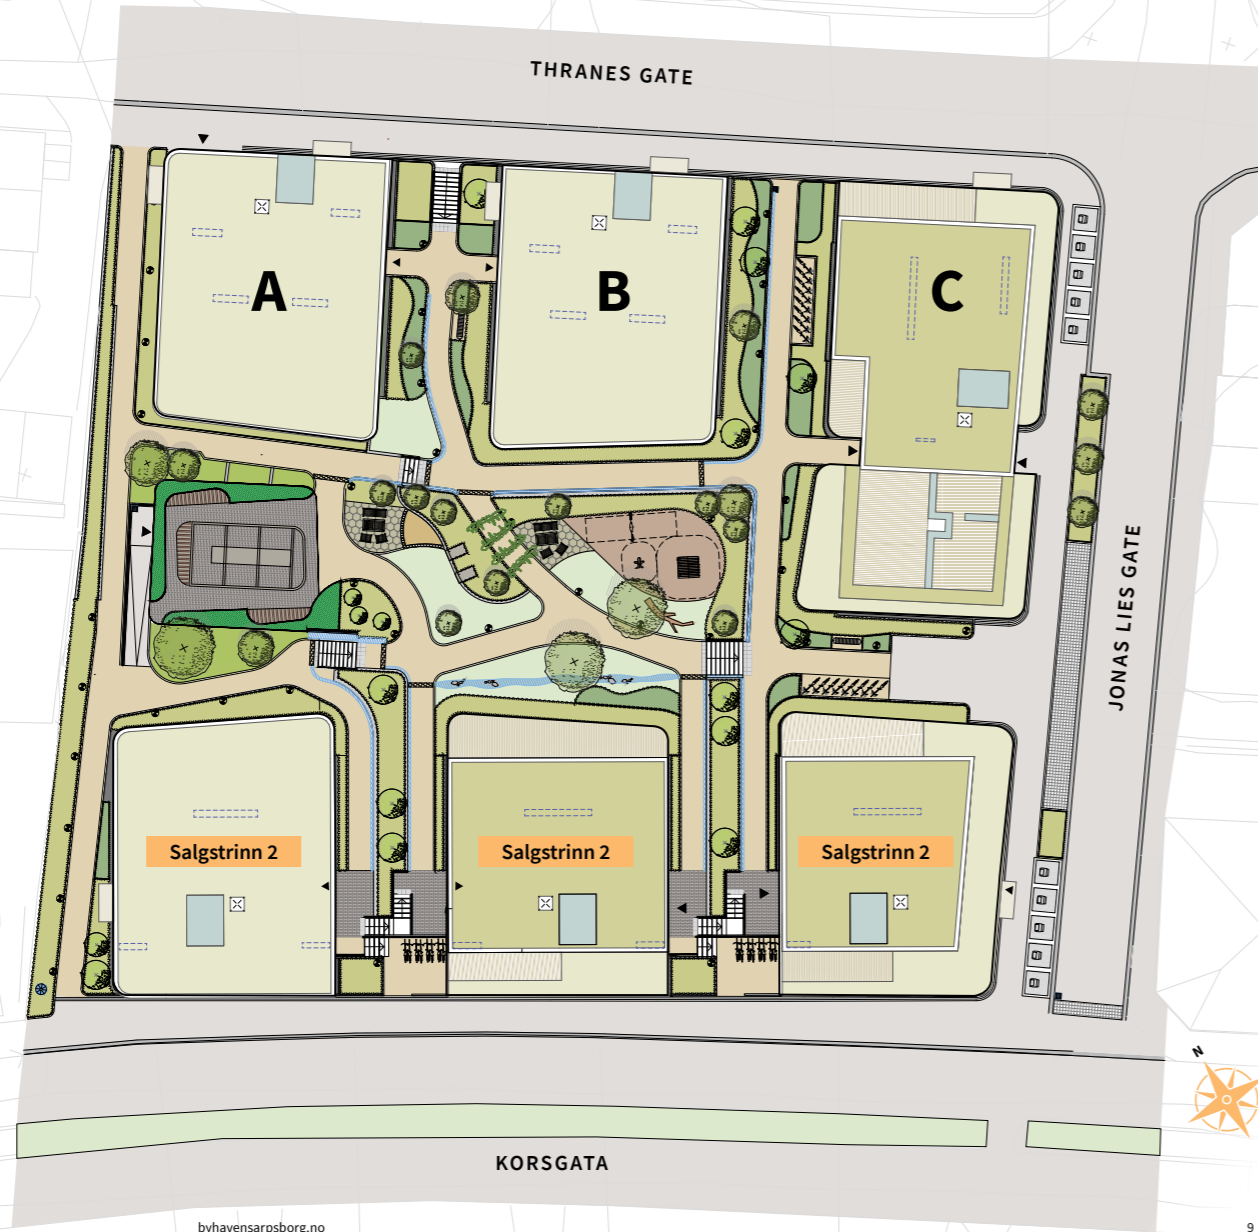 THRANES GATE
A
B
C
JONAS LIES GATE
Salgstrinn 2
Salgstrinn 2
Salgstrinn 2
N
KORSGATA
byhavensarpsborg.no
9